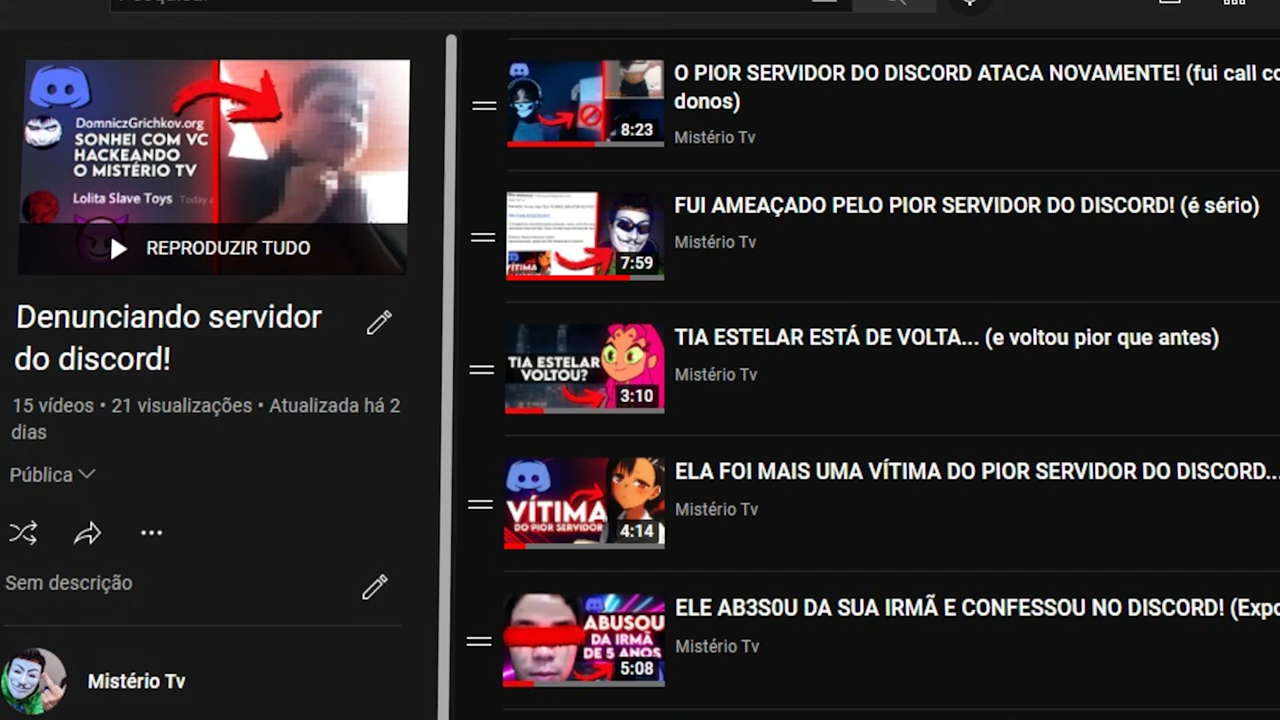 DomniczGrichkov.org
SONHEI COM VC
HACKEANDO
O MISTÉRIO TV
Lolita Slave Toys Today
REPRODUZIR TUDO
Denunciando servidor
do discord!
15 vídeos • 21 visualizações • Atualizada há 2
dias
Pública
Sem descrição
Mistério Tv
8:23
O PIOR SERVIDOR DO DISCORD ATACA NOVAMENTE! (fui call co
donos)
Mistério Tv
VÍTIMA
7:59
FUI AMEAÇADO PELO PIOR SERVIDOR DO DISCORD! (é sério)
Mistério Tv
TIA ESTELAR
VOLTOU?
3:10
TIA ESTELAR ESTÁ DE VOLTA... (e voltou pior que antes)
Mistério Tv
VÍTIMA
DO PIOR SERVIDOR
4:14
ELA FOI MAIS UMA VÍTIMA DO PIOR SERVIDOR DO DISCORD...
Mistério Tv
ABUSOU
DA IRMÃ
DE 5 ANOS
5:08
ELE AB3S0U DA SUA IRMÃ E CONFESSOU NO DISCORD! (Expo
Mistério Tv